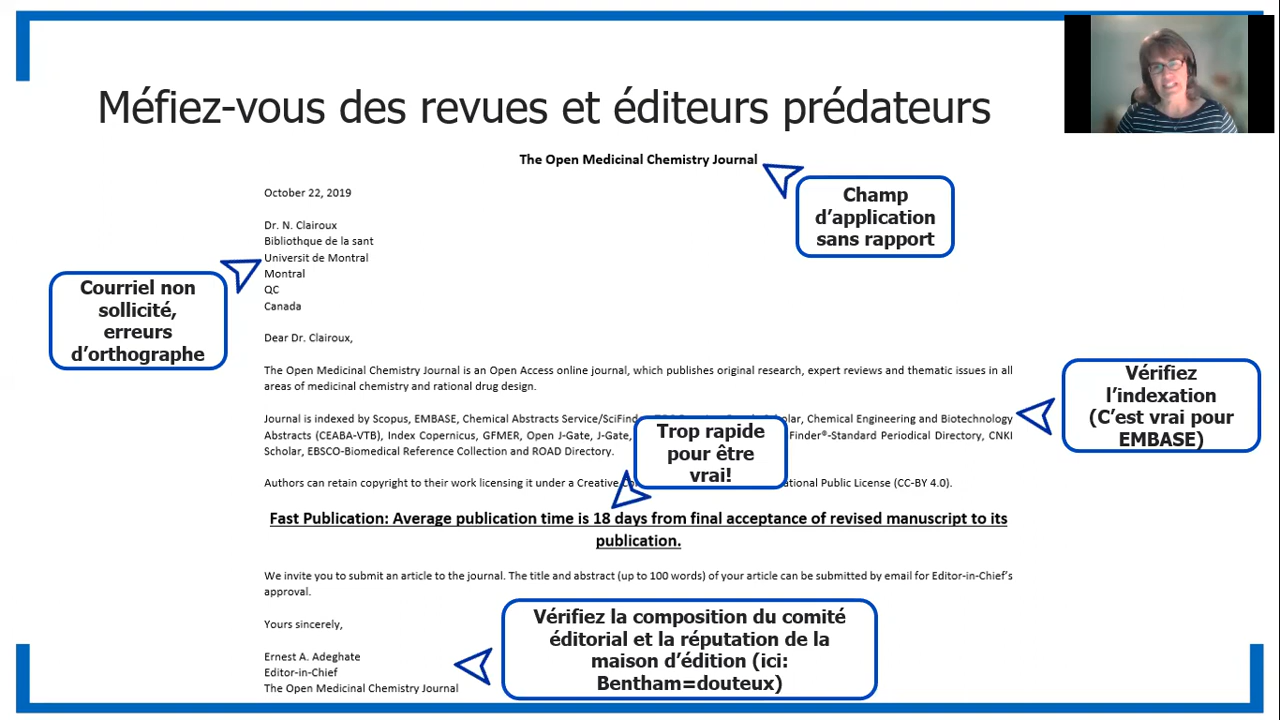 Méfiez-vous des revues et éditeurs prédateurs
The Open Medicinal Chemistry Journal
Champ
d'application
sans rapport
October 22, 2019
Dr. N. Clairoux
Bibliothque de la sant
Universit de Montral
Montral
QC
Canada
Courriel non
sollicité,
erreurs
d'orthographe
Dear Dr. Clairoux,
The Open Medicinal Chemistry Journal is an Open Access online journal, which publishes original research, expert reviews and thematic issues in all
areas of medicinal chemistry and rational drug design.
Vérifiez
l'indexation
(C'est vrai pour
EMBASE)
Journal is indexed by Scopus, EMBASE, Chemical Abstracts Service/SciFinder, Chemical Engineering and Biotechnology
Abstracts (CEABA-VTB), Index Copernicus, GFMER, Open J-Gate, J-Gate, Finder®-Standard Periodical Directory, CNKI
Scholar, EBSCO-Biomedical Reference Collection and ROAD Directory.
Trop rapide
pour être
vrai!
Authors can retain copyright to their work licensing it under a Creative Public License (CC-BY 4.0).
Fast Publication: Average publication time is 18 days from final acceptance of revised manuscript to its
publication.
We invite you to submit an article to the journal. The title and abstract (up to 100 words) of your article can be submitted by email for Editor-in-Chief's
approval.
Yours sincerely,
Ernest A. Adeghate
Editor-in-Chief
The Open Medicinal Chemistry Journal
Vérifiez la composition du comité
éditorial et la réputation de la
maison d'édition (ici:
Bentham=douteux)